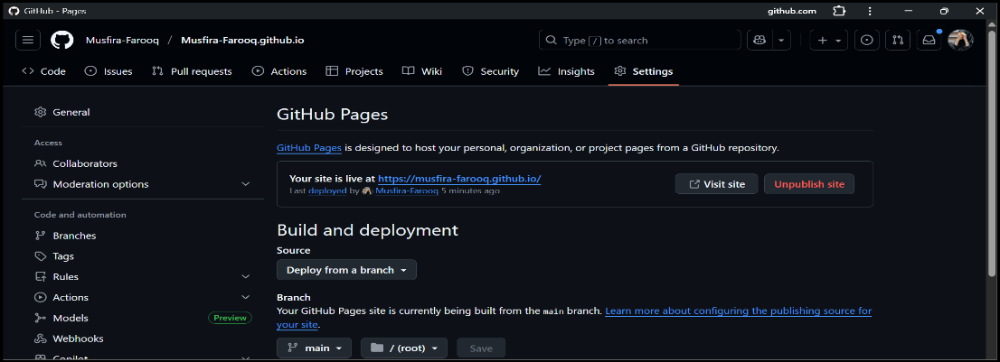 GitHub - Pages
github.com
Musfira-Farooq / Musfira-Farooq.github.io
Type / to search
Code
Issues
Pull requests
Actions
Projects
Wiki
Security
Insights
Settings
General
Access
Collaborators
Moderation options
Code and automation
Branches
Tags
Rules
Actions
Models Preview
Webhooks
GitHub Pages
GitHub Pages is designed to host your personal, organization, or project pages from a GitHub repository.
Your site is live at https://musfira-farooq.github.io/
Last deployed by Musfira-Farooq 5 minutes ago
Visit site
Unpublish site
Build and deployment
Source
Deploy from a branch
Branch
Your GitHub Pages site is currently being built from the main branch. Learn more about configuring the publishing source for
your site.
main
/ (root)
Save